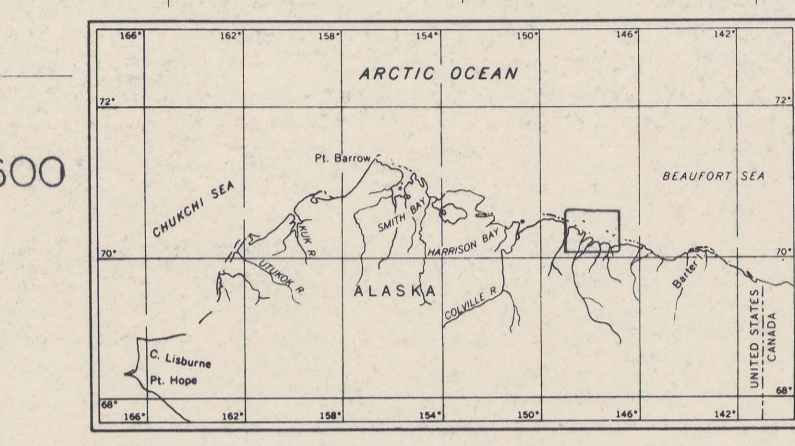 166° 162° 158° 154° 150° 146° 142°
ARCTIC OCEAN
72° 72°
600
Pt. Barrow
BEAUFORT SEA
CHUKCHI SEA
SMITH BAY
KUK R.
HARRISON BAY
70° 70°
UTUKOK R.
Barter I.
ALASKA
COLVILLE R.
UNITED STATES
CANADA
C. Lisburne
Pt. Hope
68° 68°
166° 162° 158° 154° 150° 146° 142°